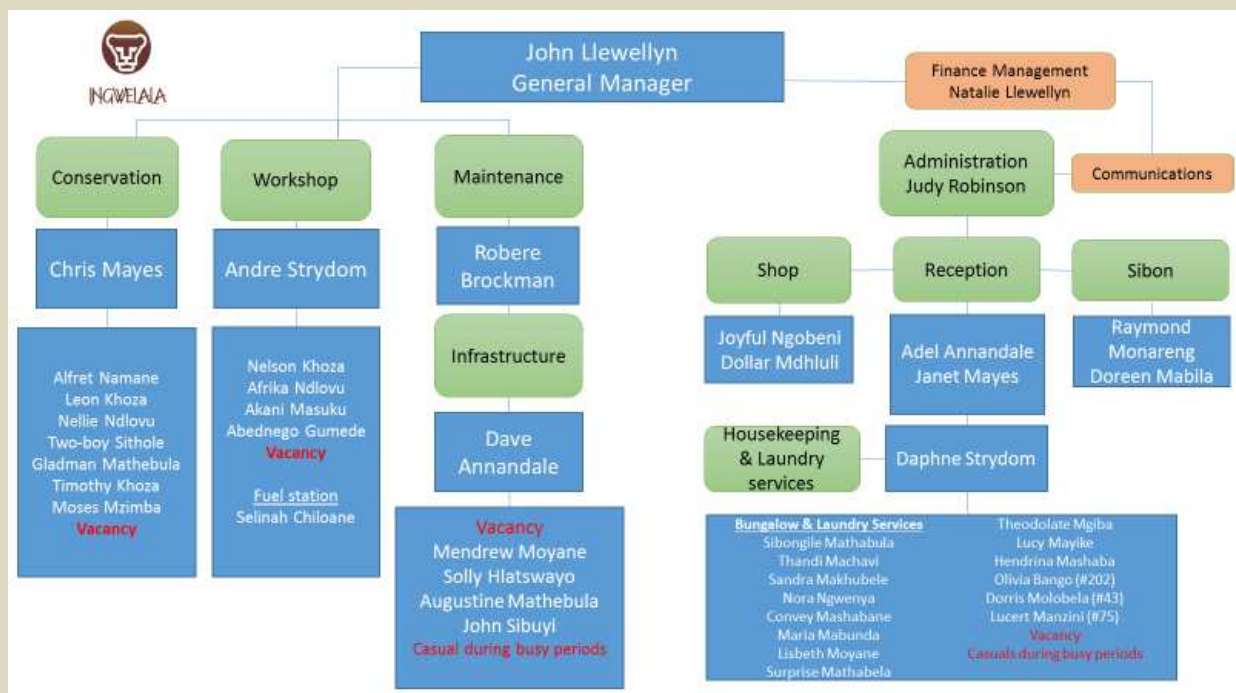 INGWELALA
John Llewellyn
General Manager
Finance Management
Natalie Llewellyn
Communications
Conservation
Chris Mayes
Alfret Namane
Leon Khoza
Nellie Ndlovu
Two-boy Sithole
Gladman Mathebula
Timothy Khoza
Moses Mzimba
Vacancy
Workshop
Andre Strydom
Nelson Khoza
Afrika Ndlovu
Akani Masuku
Abednego Gumede
Vacancy
Fuel station
Selinah Chiloane
Maintenance
Robere
Brockman
Infrastructure
Dave
Annandale
Vacancy
Mendrew Moyane
Solly Hlatswayo
Augustine Mathebula
John Sibuyi
Casual during busy periods
Administration
Judy Robinson
Shop
Joyful Ngobeni
Dollar Mdhluli
Reception
Adel Annandale
Janet Mayes
Sibon
Raymond
Monareng
Doreen Mabila
Housekeeping
& Laundry
services
Daphne Strydom
Bungalow & Laundry Services
Sibongile Mathabula
Thandi Machavi
Sandra Makhubele
Nora Ngwenya
Convey Mashabane
Maria Mabunda
Lisbeth Moyane
Surprise Mathabela
Theodolate Mgiba
Lucy Mayike
Hendrina Mashaba
Olivia Bango (#202)
Dorris Molobela (#43)
Lucert Manzini (#75)
Vacancy
Casuals during busy periods